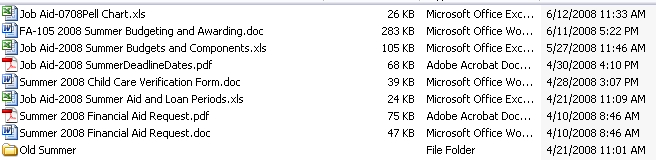 Job Aid-0708Pell Chart.xls 26 KB Microsoft Office Exc... 6/12/2008 11:33 AM
FA-105 2008 Summer Budgeting and Awarding.doc 283 KB Microsoft Office Wo... 6/11/2008 5:22 PM
Job Aid-2008 Summer Budgets and Components.xls 105 KB Microsoft Office Exc... 5/27/2008 11:46 AM
Job Aid-2008 SummerDeadlineDates.pdf 68 KB Adobe Acrobat Doc... 4/30/2008 4:10 PM
Summer 2008 Child Care Verification Form.doc 39 KB Microsoft Office Wo... 4/28/2008 3:07 PM
Job Aid-2008 Summer Aid and Loan Periods.xls 24 KB Microsoft Office Exc... 4/21/2008 11:09 AM
Summer 2008 Financial Aid Request.pdf 75 KB Adobe Acrobat Doc... 4/10/2008 8:46 AM
Summer 2008 Financial Aid Request.doc 47 KB Microsoft Office Wo... 4/10/2008 8:46 AM
Old Summer File Folder 4/21/2008 11:01 AM